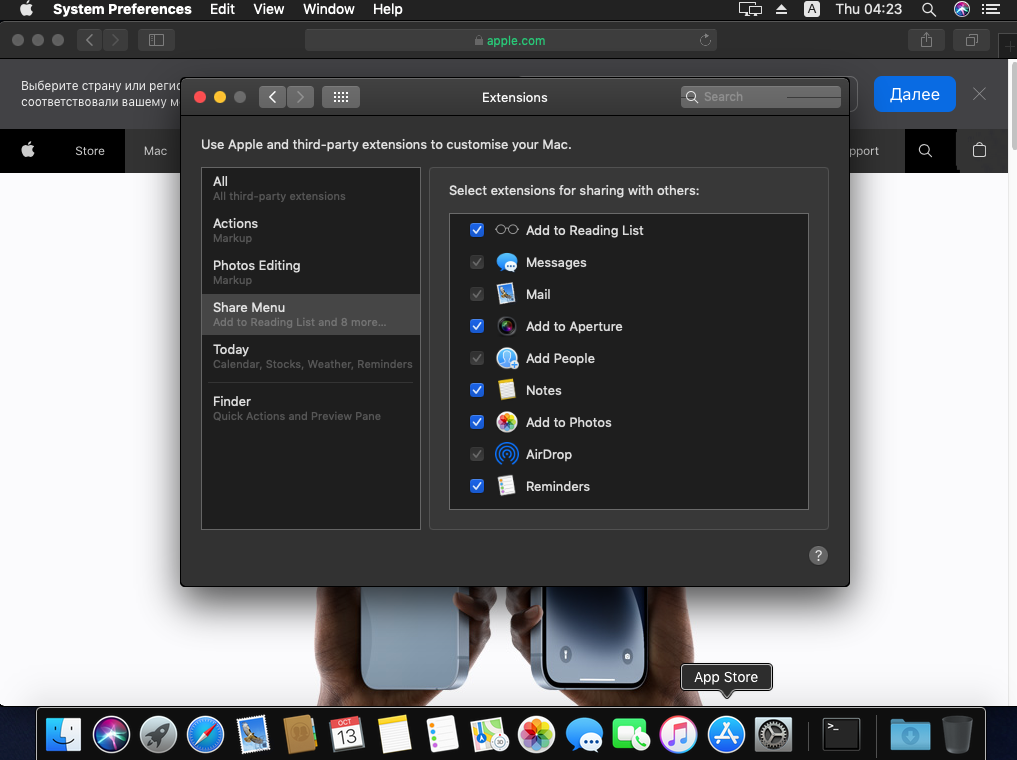 System Preferences Edit View Window Help A Thu 04:23
apple.com
Выберите страну или регио
соответствовали вашему м
Далее
Extensions
Search
Store Mac pport
Use Apple and third-party extensions to customise your Mac.
All
All third-party extensions
Actions
Markup
Photos Editing
Markup
Share Menu
Add to Reading List and 8 more...
Today
Calendar, Stocks, Weather, Reminders
Finder
Quick Actions and Preview Pane
Select extensions for sharing with others:
Add to Reading List
Messages
Mail
Add to Aperture
Add People
Notes
Add to Photos
AirDrop
Reminders
?
App Store
OCT
13